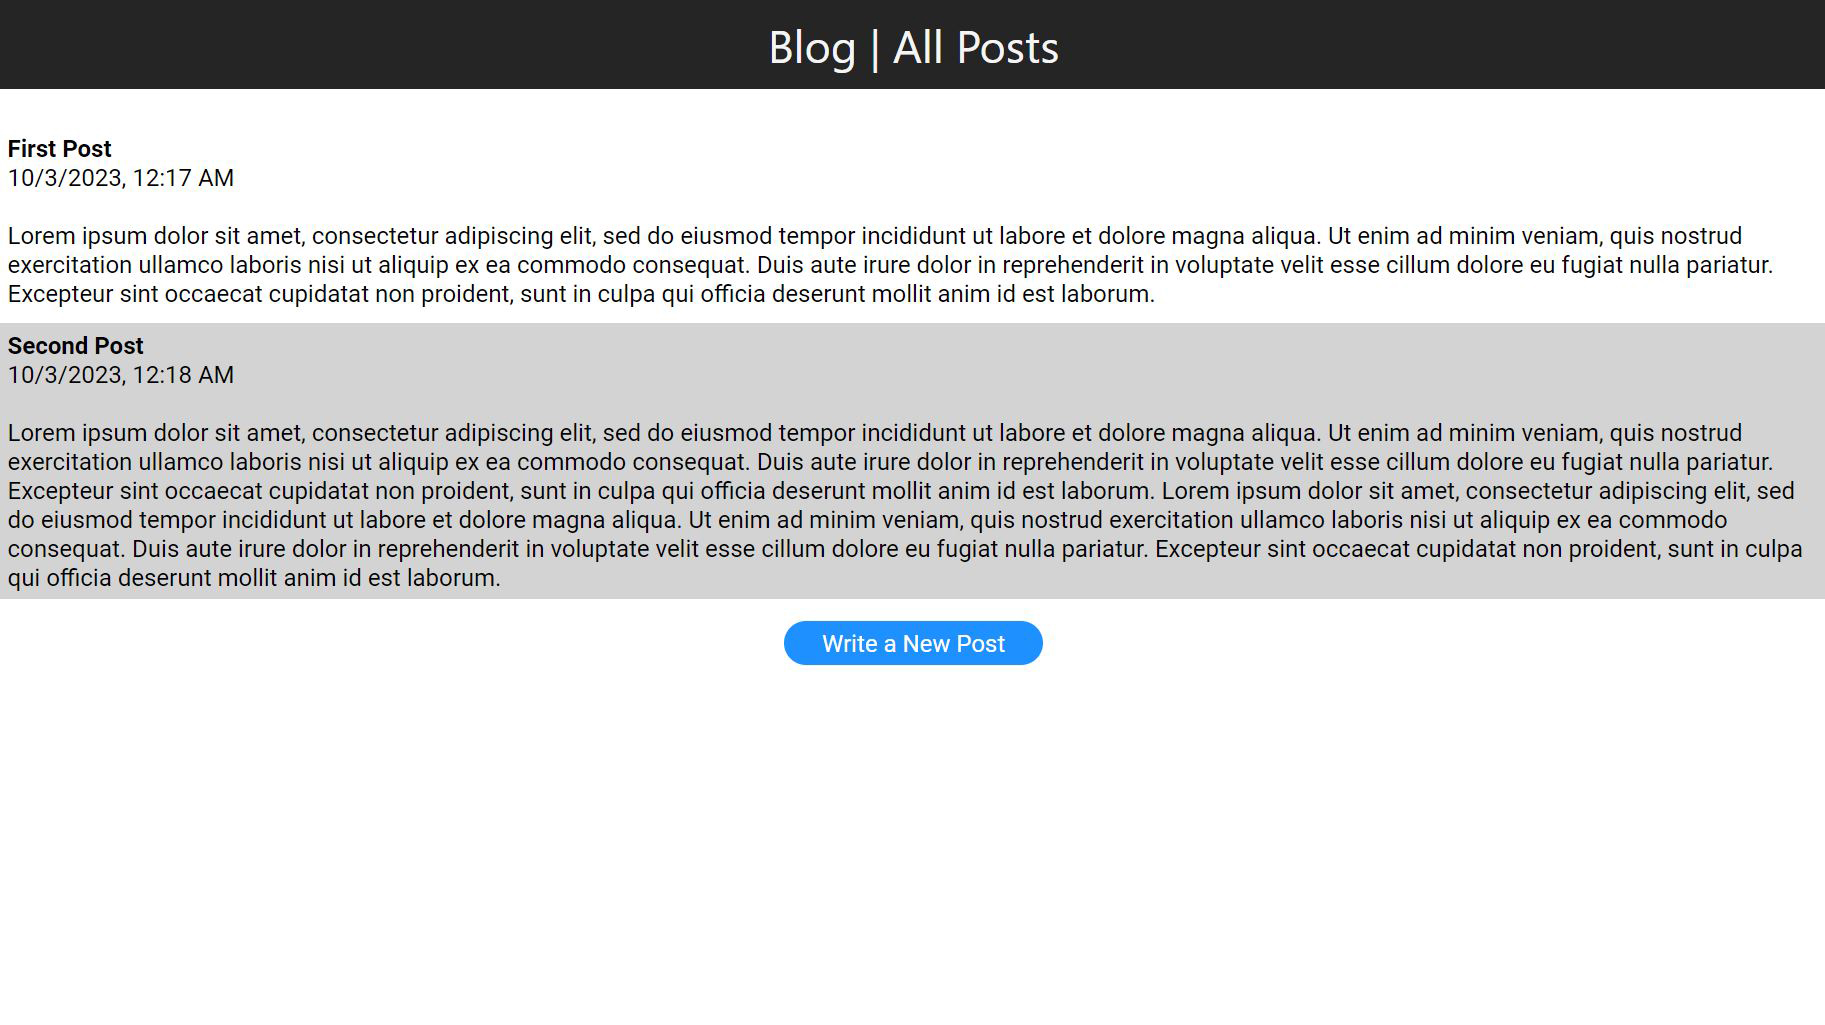 Blog | All Posts
First Post
10/3/2023, 12:17 AM
Lorem ipsum dolor sit amet, consectetur adipiscing elit, sed do eiusmod tempor incididunt ut labore et dolore magna aliqua. Ut enim ad minim veniam, quis nostrud
exercitation ullamco laboris nisi ut aliquip ex ea commodo consequat. Duis aute irure dolor in reprehenderit in voluptate velit esse cillum dolore eu fugiat nulla pariatur.
Excepteur sint occaecat cupidatat non proident, sunt in culpa qui officia deserunt mollit anim id est laborum.
Second Post
10/3/2023, 12:18 AM
Lorem ipsum dolor sit amet, consectetur adipiscing elit, sed do eiusmod tempor incididunt ut labore et dolore magna aliqua. Ut enim ad minim veniam, quis nostrud
exercitation ullamco laboris nisi ut aliquip ex ea commodo consequat. Duis aute irure dolor in reprehenderit in voluptate velit esse cillum dolore eu fugiat nulla pariatur.
Excepteur sint occaecat cupidatat non proident, sunt in culpa qui officia deserunt mollit anim id est laborum. Lorem ipsum dolor sit amet, consectetur adipiscing elit, sed
do eiusmod tempor incididunt ut labore et dolore magna aliqua. Ut enim ad minim veniam, quis nostrud exercitation ullamco laboris nisi ut aliquip ex ea commodo
consequat. Duis aute irure dolor in reprehenderit in voluptate velit esse cillum dolore eu fugiat nulla pariatur. Excepteur sint occaecat cupidatat non proident, sunt in culpa
qui officia deserunt mollit anim id est laborum.
Write a New Post